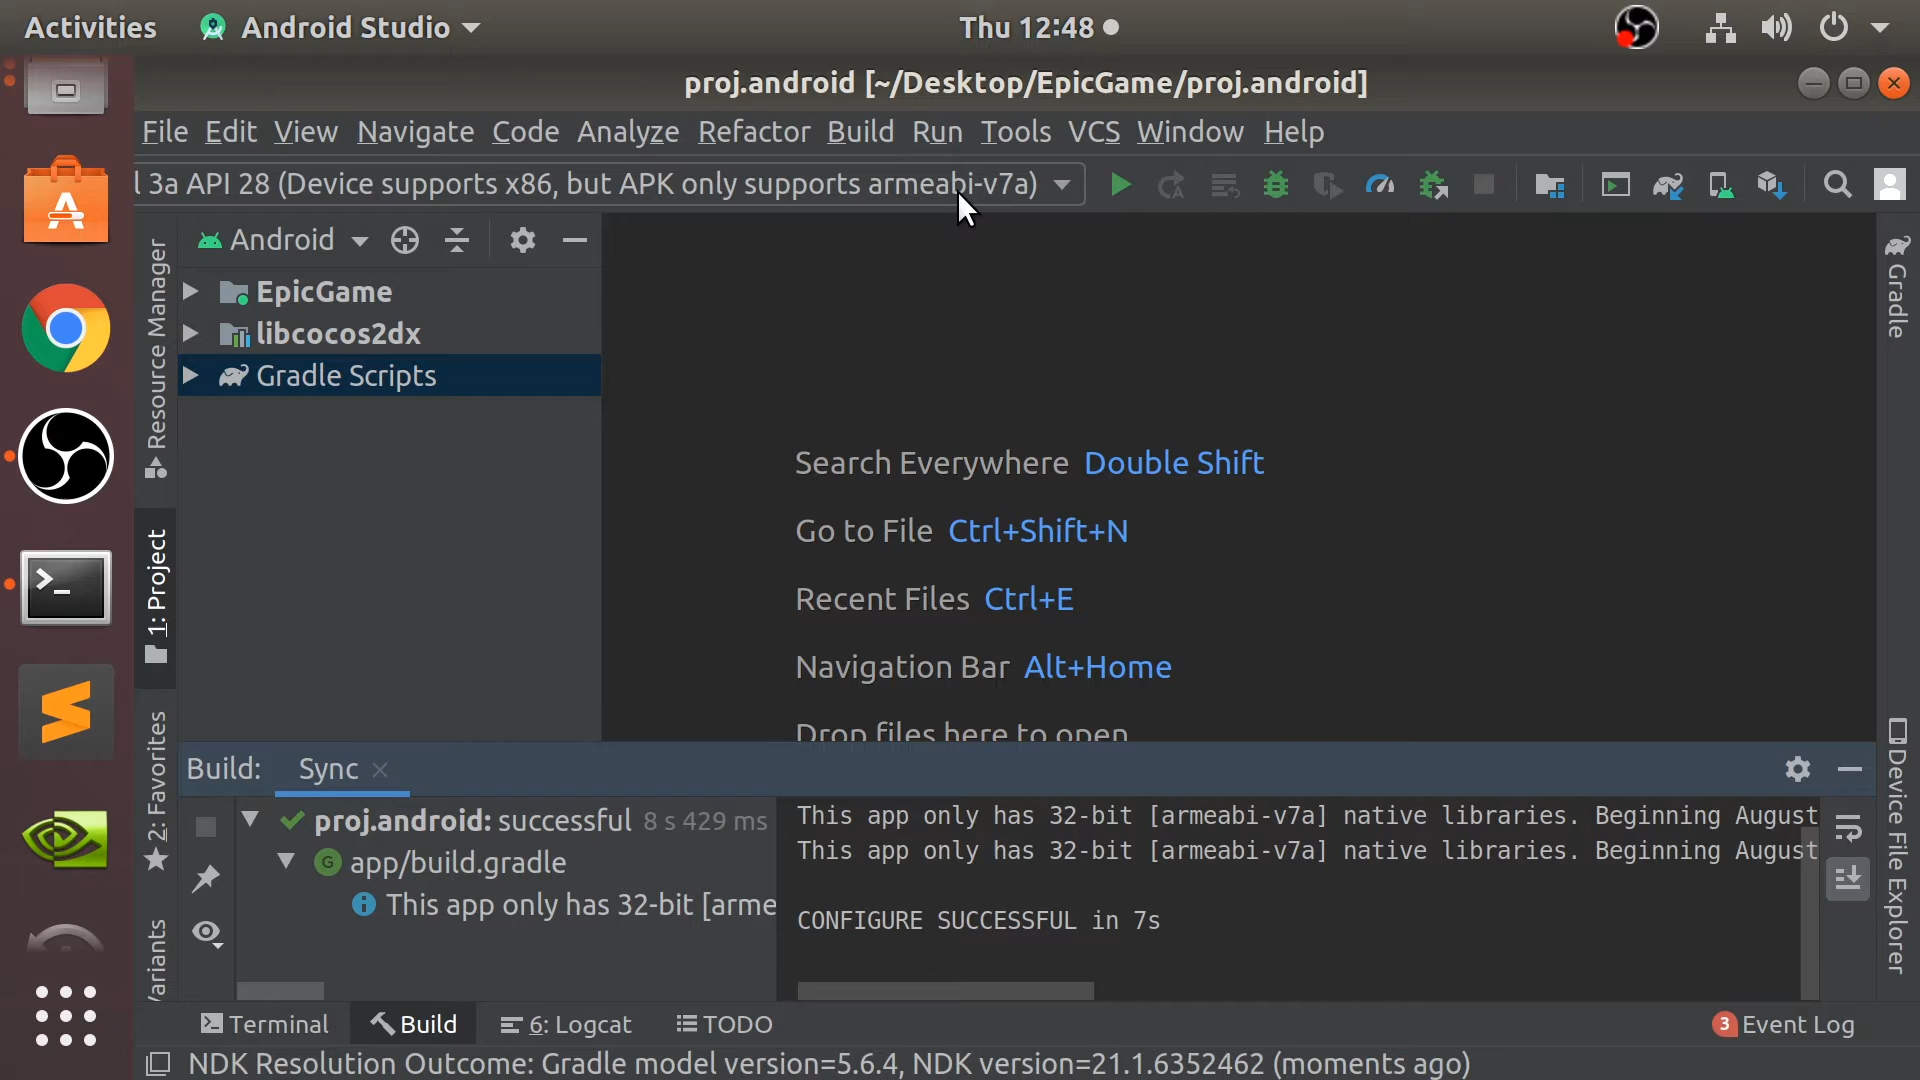 Activities
Android Studio
Thu 12:48
proj.android [~/Desktop/EpicGame/proj.android]
File Edit View Navigate Code Analyze Refactor Build Run Tools VCS Window Help
l 3a API 28 (Device supports x86, but APK only supports armeabi-v7a)
Android
Resource Manager
1: Project
2: Favorites
Variants
EpicGame
libcocos2dx
Gradle Scripts
Search Everywhere Double Shift
Go to File Ctrl+Shift+N
Recent Files Ctrl+E
Navigation Bar Alt+Home
Drop files here to open
Gradle
Device File Explorer
Build: Sync
proj.android: successful 8 s 429 ms
app/build.gradle
This app only has 32-bit [arme
This app only has 32-bit [armeabi-v7a] native libraries. Beginning August
This app only has 32-bit [armeabi-v7a] native libraries. Beginning August
CONFIGURE SUCCESSFUL in 7s
Terminal
Build
6: Logcat
TODO
3 Event Log
NDK Resolution Outcome: Gradle model version=5.6.4, NDK version=21.1.6352462 (moments ago)